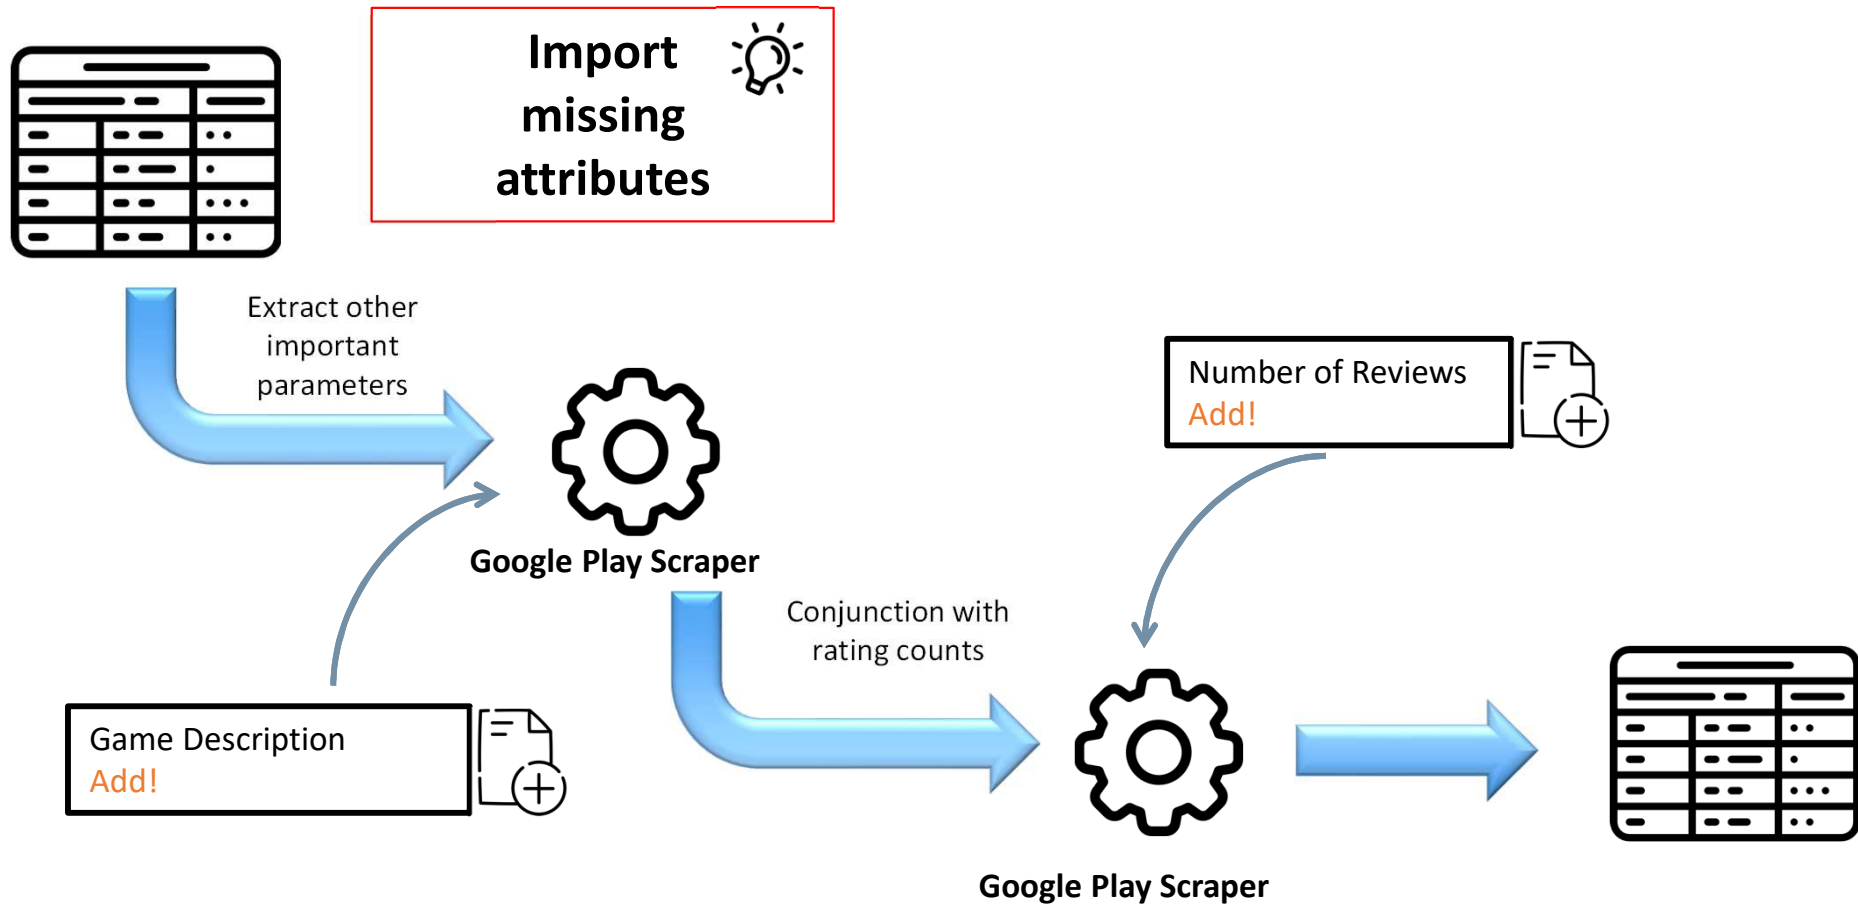 Import
missing
attributes
Extract other
important
parameters
Number of Reviews
Add!
Google Play Scraper
Conjunction with
rating counts
Game Description
Add!
Google Play Scraper